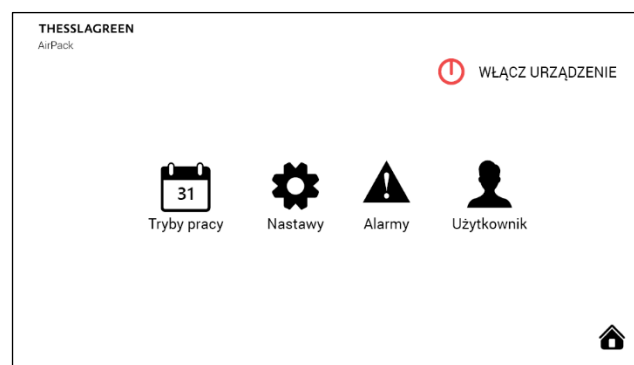 THESSLAGREEN
AirPack
WŁĄCZ URZĄDZENIE
31
Tryby pracy
Nastawy
Alarmy
Użytkownik